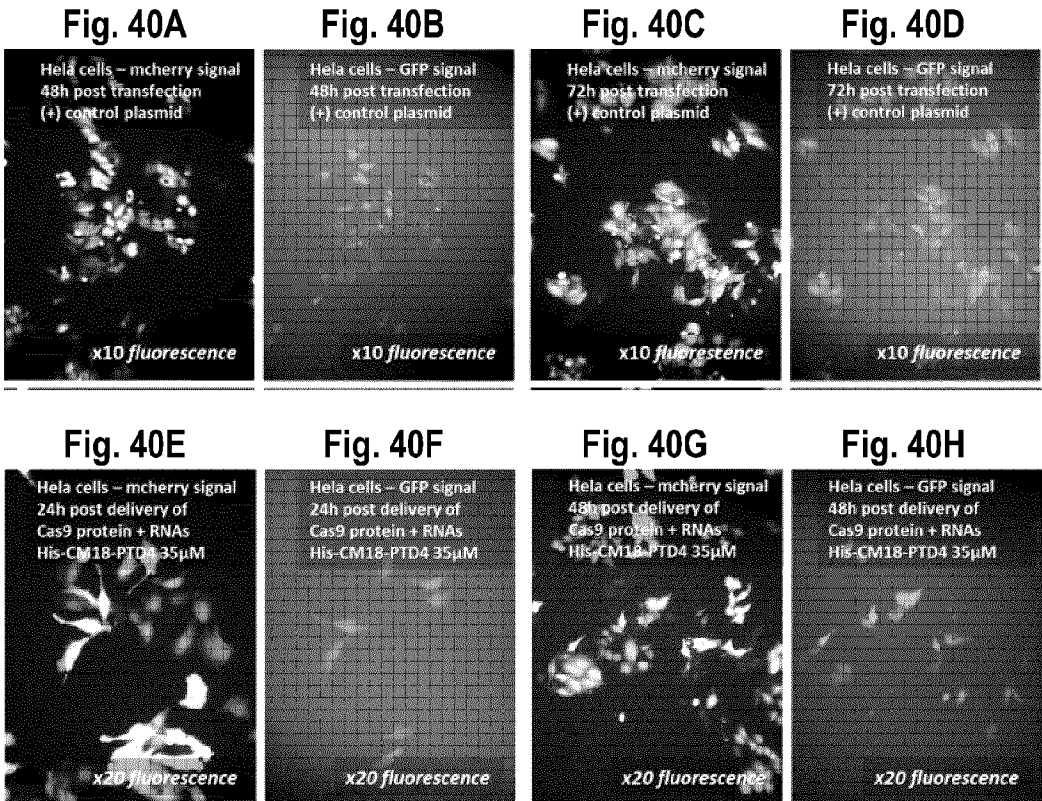 Fig. 40A
Fig. 40B
Fig. 40C
Fig. 40D
Hela cells – mcherry signal
48h post transfection
(+) control plasmid
x10 fluorescence
Hela cells – GFP signal
48h post transfection
(+) control plasmid
x10 fluorescence
Hela cells – mcherry signal
72h post transfection
(+) control plasmid
x10 fluorescence
Hela cells – GFP signal
72h post transfection
(+) control plasmid
x10 fluorescence
Fig. 40E
Fig. 40F
Fig. 40G
Fig. 40H
Hela cells – mcherry signal
24h post delivery of
Cas9 protein + RNAs
His-CM18-PTD4 35µM
x20 fluorescence
Hela cells – GFP signal
24h post delivery of
Cas9 protein + RNAs
His-CM18-PTD4 35µM
x20 fluorescence
Hela cells – mcherry signal
48h post delivery of
Cas9 protein + RNAs
His-CM18-PTD4 35µM
x20 fluorescence
Hela cells – GFP signal
48h post delivery of
Cas9 protein + RNAs
His-CM18-PTD4 35µM
x20 fluorescence